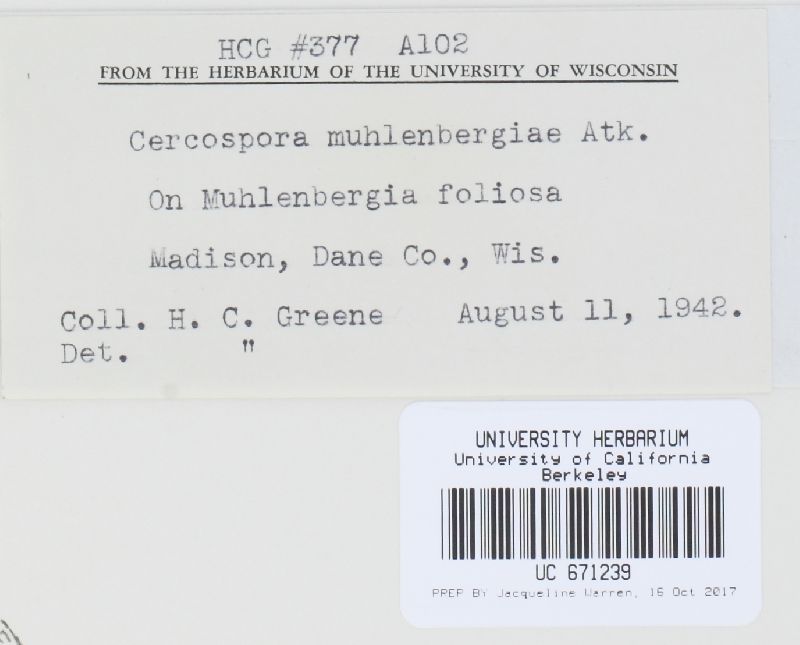 HCG #377 A102
FROM THE HERBARIUM OF THE UNIVERSITY OF WISCONSIN
Cercospora muhlenbergiae Atk.
On Muhlenbergia foliosa
Madison, Dane Co., Wis.
Coll. H. C. Greene August 11, 1942.
Det. "
UNIVERSITY HERBARIUM
University of California
Berkeley
UC 671239
PREP BY Jacqueline Warren, 16 Oct 2017